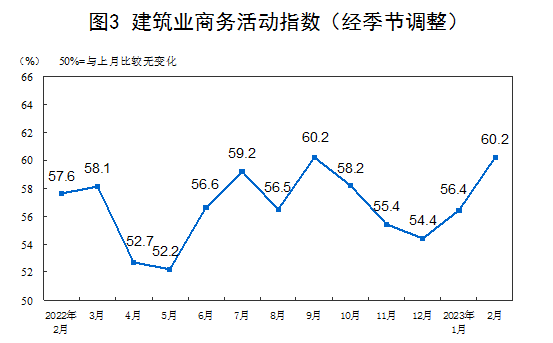 图3 建筑业商务活动指数（经季节调整）
（%） 50%=与上月比较无变化
66
64
62
60
58
56
54
52
50
57.6
58.1
52.7
52.2
56.6
59.2
56.5
60.2
58.2
55.4
54.4
56.4
60.2
2022年
2月
3月
4月
5月
6月
7月
8月
9月
10月
11月
12月
2023年
1月
2月